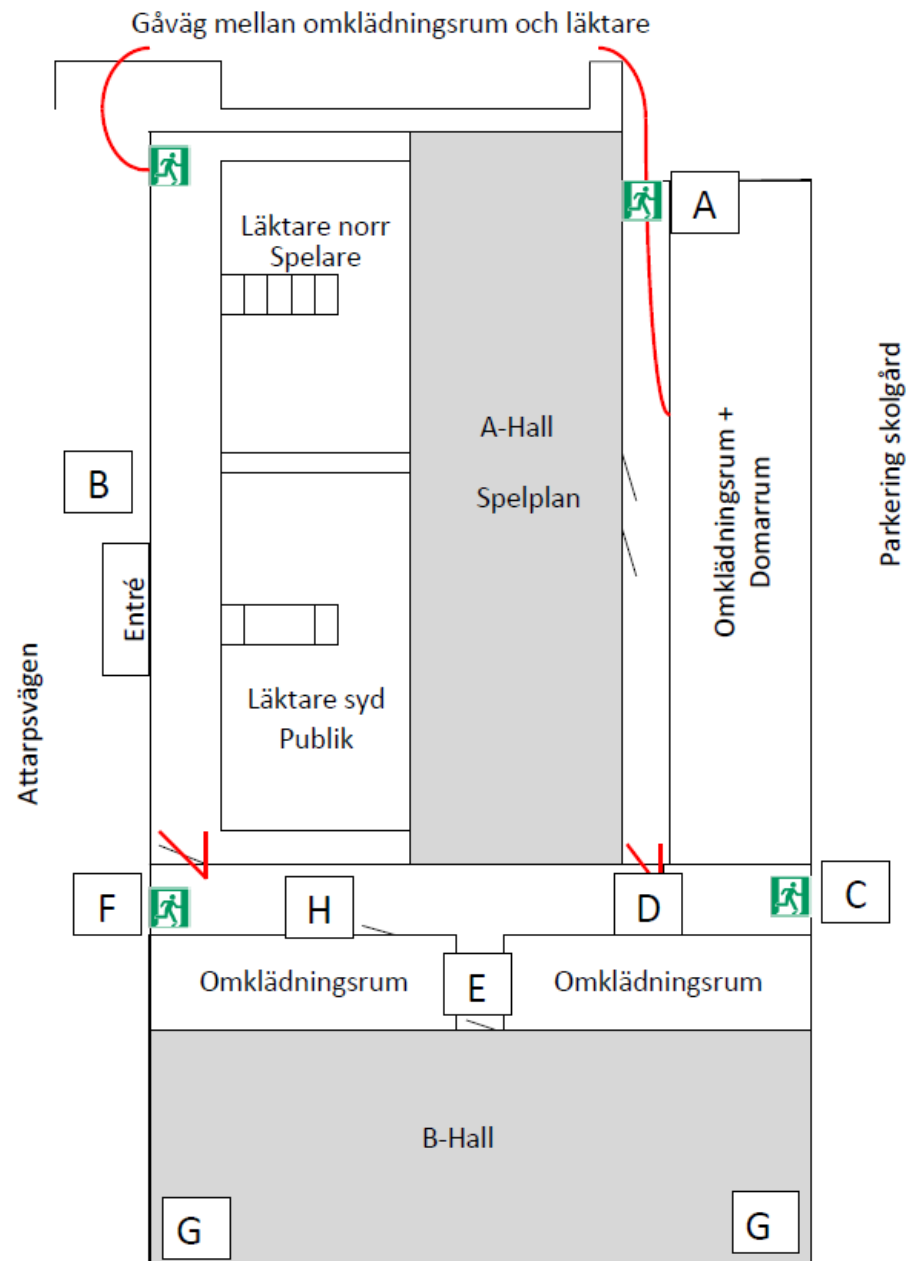 Gåväg mellan omklädningsrum och läktare
A
Läktare norr
Spelare
A-Hall
Spelplan
B
Entré
Attarpsvägen
Omklädningsrum +
Domarrum
Parkering skolgård
Läktare syd
Publik
F
H
D
C
Omklädningsrum
E
Omklädningsrum
B-Hall
G
G